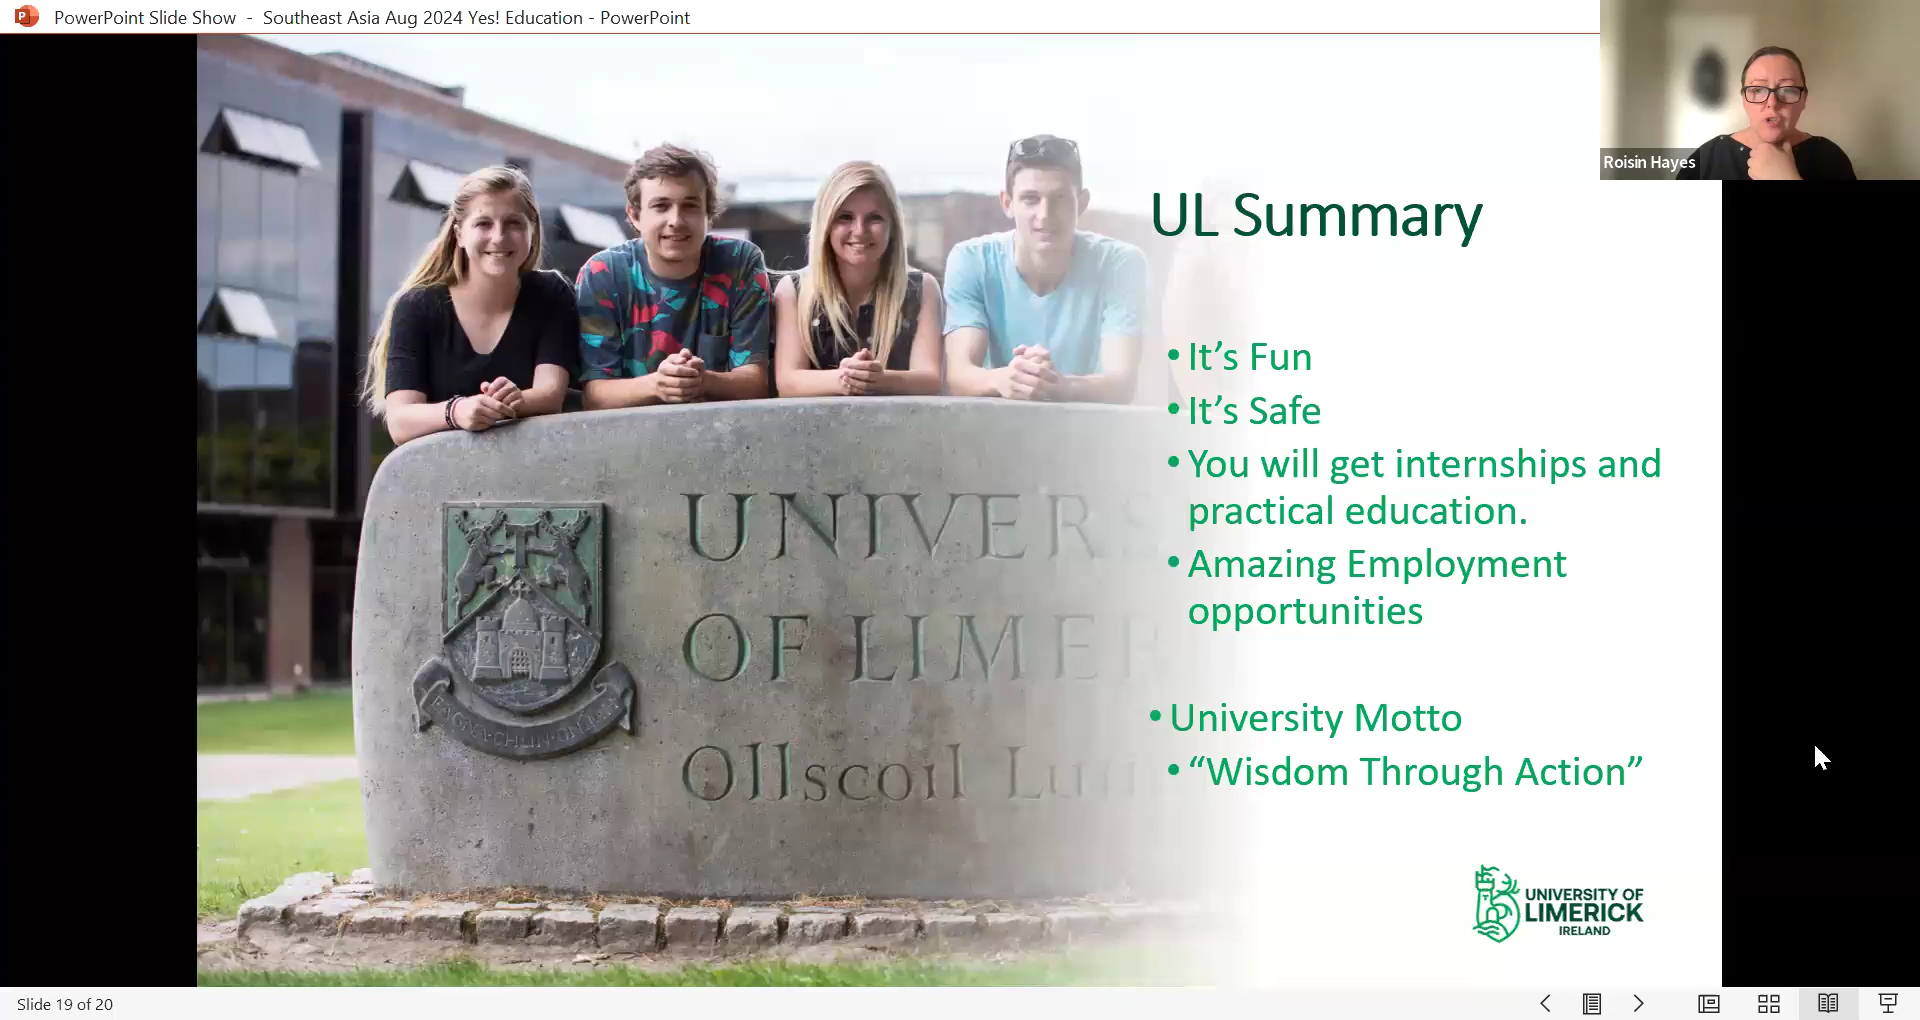 PowerPoint Slide Show - Southeast Asia Aug 2024 Yes! Education - PowerPoint
Roisin Hayes
UL Summary
• It’s Fun
• It’s Safe
• You will get internships and
practical education.
• Amazing Employment
opportunities
• University Motto
• “Wisdom Through Action”
UNIVERS
OF LIMER
Ollscoil
UNIVERSITY OF
LIMERICK
IRELAND
Slide 19 of 20